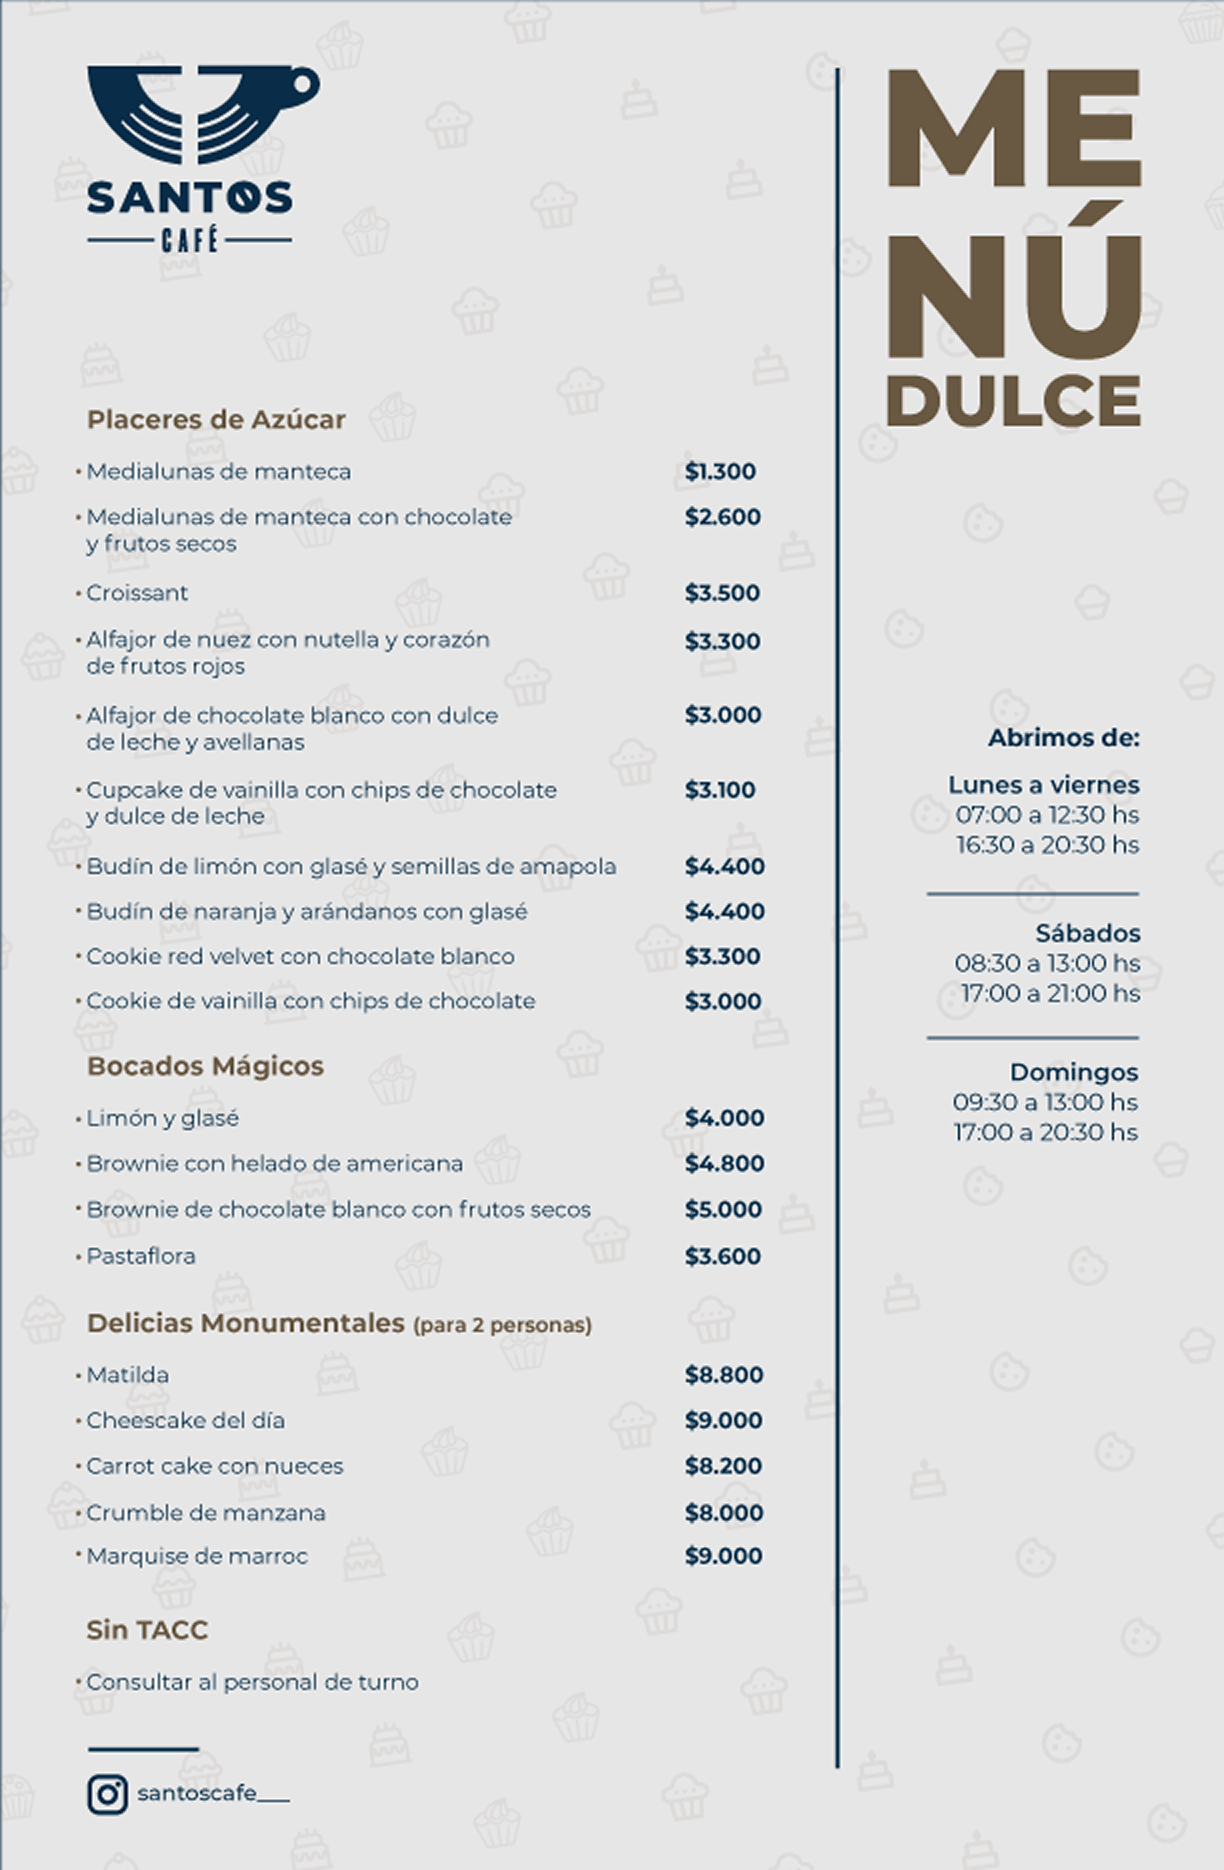 SANTOS
CAFÉ
ME
NÚ
DULCE
Placeres de Azúcar
• Medialunas de manteca $1.300
• Medialunas de manteca con chocolate $2.600
y frutos secos
• Croissant $3.500
• Alfajor de nuez con nutella y corazón $3.300
de frutos rojos
• Alfajor de chocolate blanco con dulce $3.000
de leche y avellanas
• Cupcake de vainilla con chips de chocolate $3.100
y dulce de leche
• Budín de limón con glasé y semillas de amapola $4.400
• Budín de naranja y arándanos con glasé $4.400
• Cookie red velvet con chocolate blanco $3.300
• Cookie de vainilla con chips de chocolate $3.000
Bocados Mágicos
• Limón y glasé $4.000
• Brownie con helado de americana $4.800
• Brownie de chocolate blanco con frutos secos $5.000
• Pastaflora $3.600
Delicias Monumentales (para 2 personas)
• Matilda $8.800
• Cheescake del día $9.000
• Carrot cake con nueces $8.200
• Crumble de manzana $8.000
• Marquise de marroc $9.000
Sin TACC
• Consultar al personal de turno
santoscafe___
Abrimos de:
Lunes a viernes
07:00 a 12:30 hs
16:30 a 20:30 hs
Sábados
08:30 a 13:00 hs
17:00 a 21:00 hs
Domingos
09:30 a 13:00 hs
17:00 a 20:30 hs